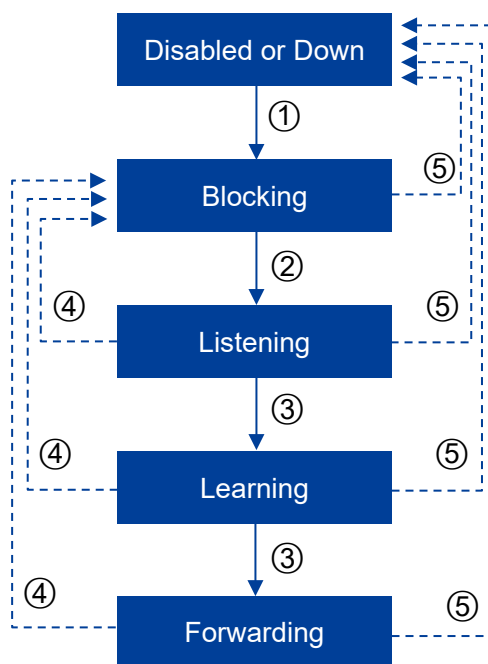 Disabled or Down
①
Blocking
⑤
②
④
Listening
⑤
③
④
Learning
⑤
③
④
Forwarding
⑤